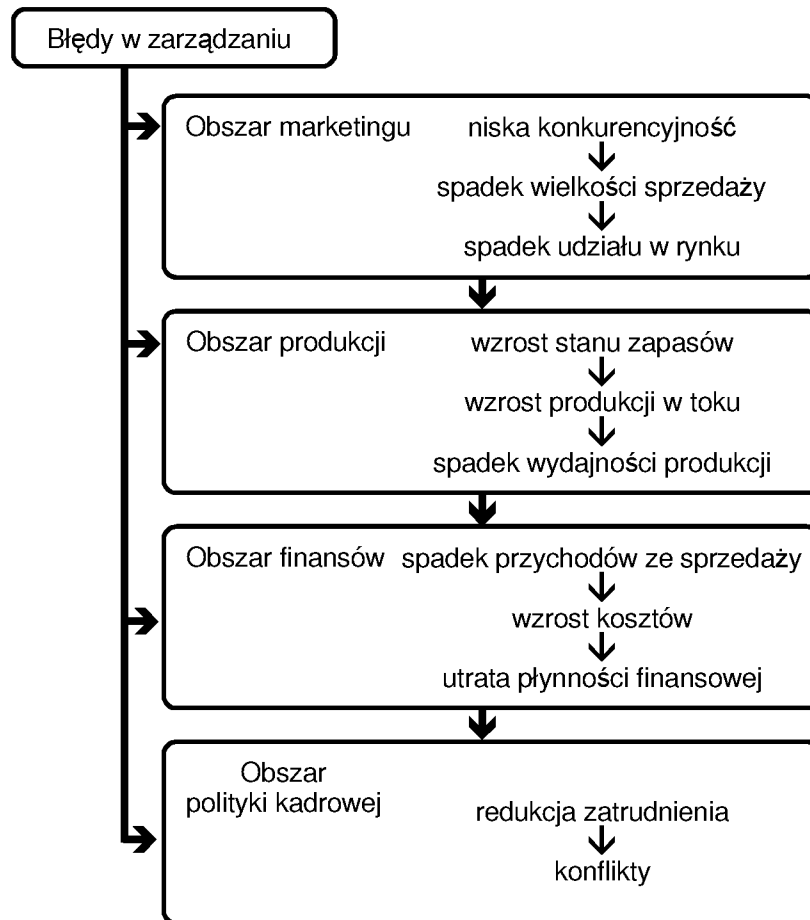 Błędy w zarządzaniu
Obszar marketingu niska konkurencyjność
spadek wielkości sprzedaży
spadek udziału w rynku
Obszar produkcji wzrost stanu zapasów
wzrost produkcji w toku
spadek wydajności produkcji
Obszar finansów spadek przychodów ze sprzedaży
wzrost kosztów
utrata płynności finansowej
Obszar
polityki kadrowej
redukcja zatrudnienia
konflikty